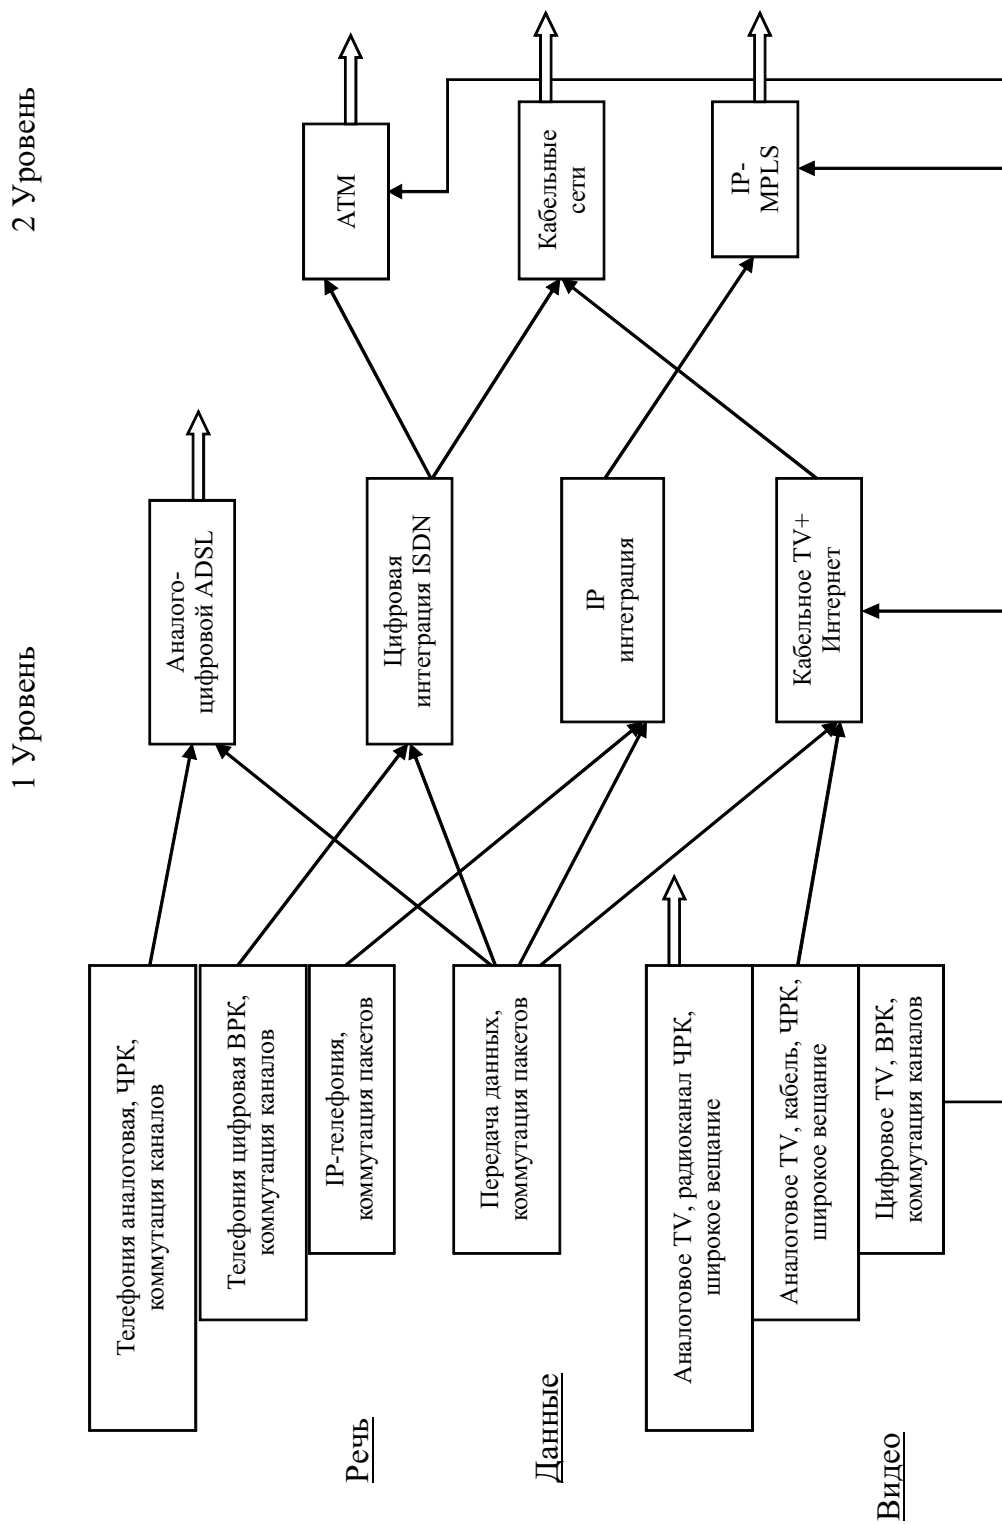 Речь
Телефония аналоговая, ЧРК,
коммутация каналов
Телефония цифровая ВРК,
коммутация каналов
IP-телефония,
коммутация пакетов
Данные
Передача данных,
коммутация пакетов
Видео
Аналоговое TV, радиоканал ЧРК,
широкое вещание
Аналоговое TV, кабель, ЧРК,
широкое вещание
Цифровое TV, ВРК,
коммутация каналов
1 Уровень
Аналого-
цифровой ADSL
Цифровая
интеграция ISDN
IP
интеграция
Кабельное TV+
Интернет
2 Уровень
ATM
Кабельные
сети
IP-
MPLS